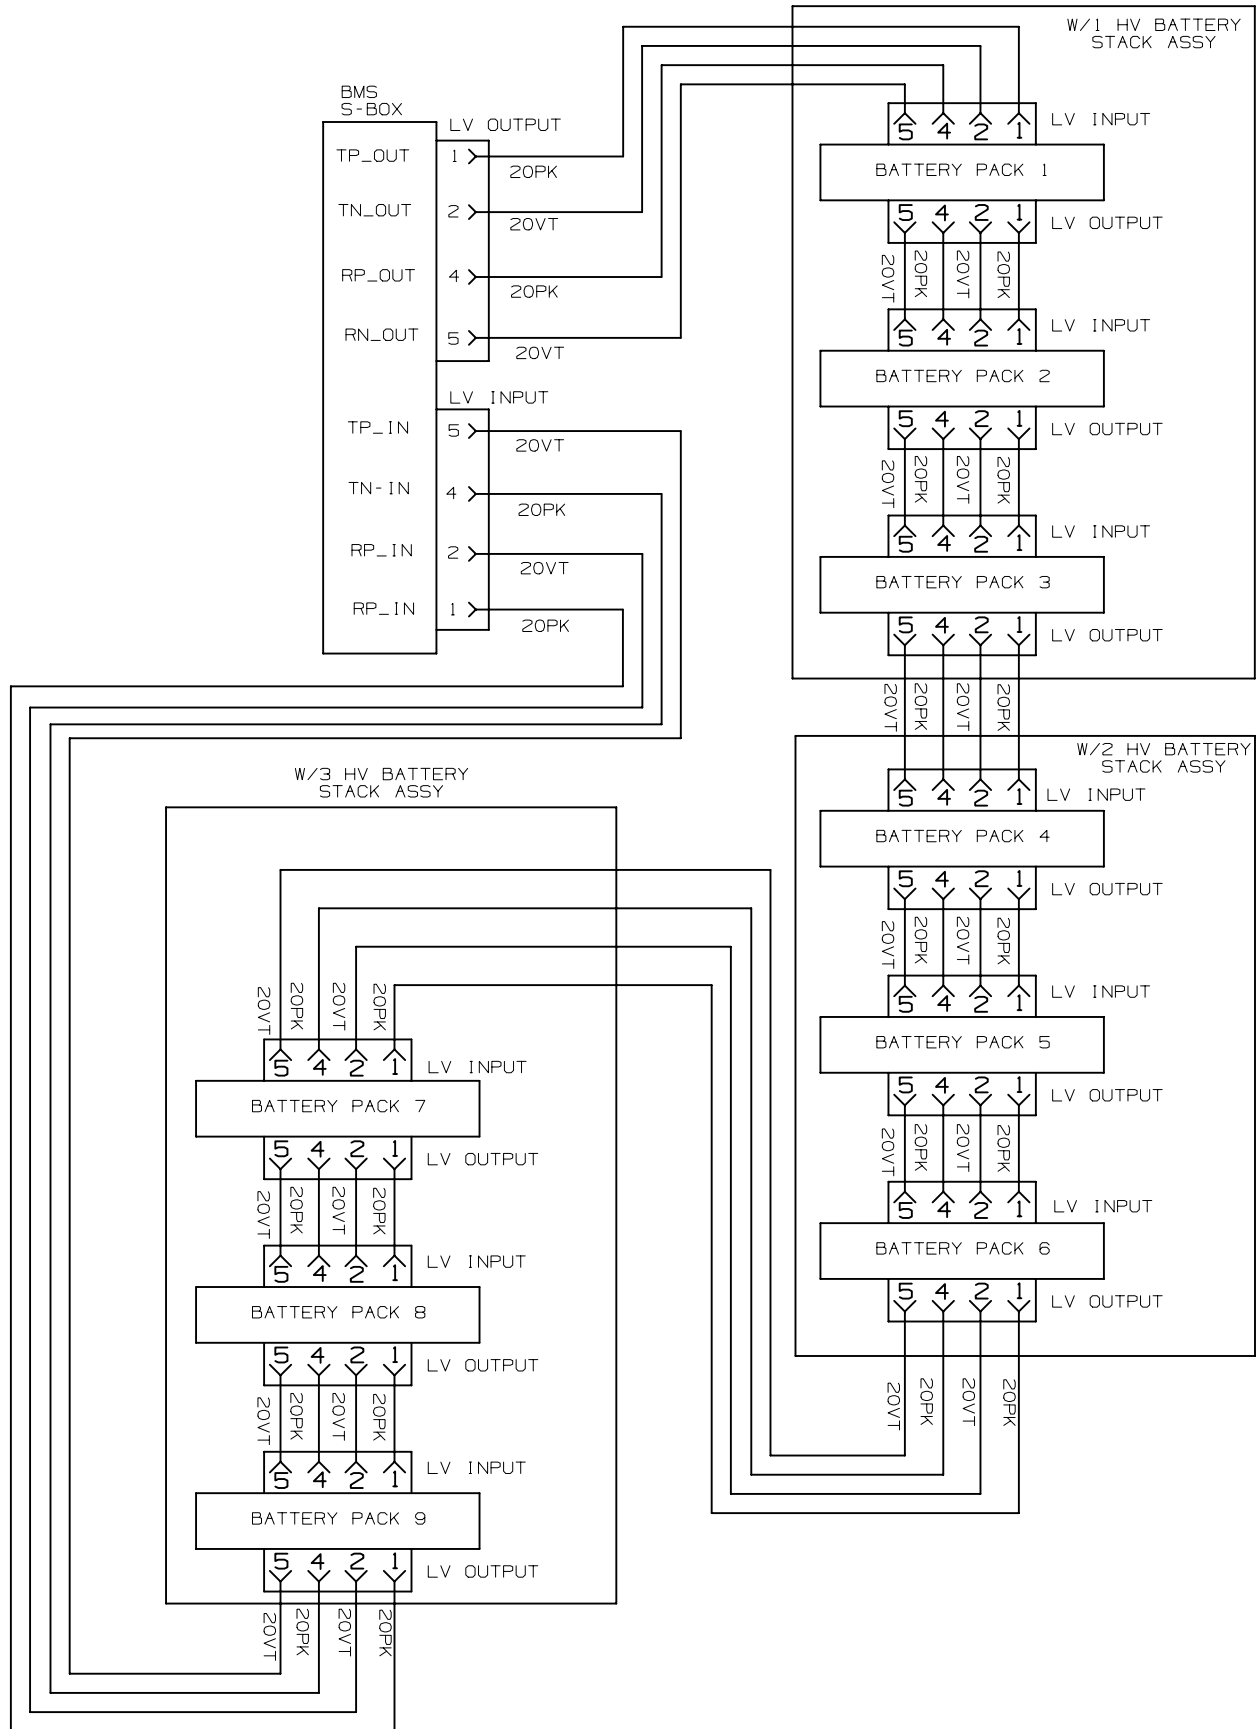 BMS
S-BOX
LV OUTPUT
TP_OUT 1 20PK
TN_OUT 2 20VT
RP_OUT 4 20PK
RN_OUT 5 20VT
LV INPUT
TP_IN 5 20VT
TN-IN 4 20PK
RP_IN 2 20VT
RP_IN 1 20PK
W/1 HV BATTERY
STACK ASSY
5 4 2 1 LV INPUT
BATTERY PACK 1
5 4 2 1 LV OUTPUT
20VT 20PK 20VT 20PK
5 4 2 1 LV INPUT
BATTERY PACK 2
5 4 2 1 LV OUTPUT
20VT 20PK 20VT 20PK
5 4 2 1 LV INPUT
BATTERY PACK 3
5 4 2 1 LV OUTPUT
20VT 20PK 20VT 20PK
W/2 HV BATTERY
STACK ASSY
5 4 2 1 LV INPUT
BATTERY PACK 4
5 4 2 1 LV OUTPUT
20VT 20PK 20VT 20PK
5 4 2 1 LV INPUT
BATTERY PACK 5
5 4 2 1 LV OUTPUT
20VT 20PK 20VT 20PK
5 4 2 1 LV INPUT
BATTERY PACK 6
5 4 2 1 LV OUTPUT
20VT 20PK 20VT 20PK
W/3 HV BATTERY
STACK ASSY
20VT 20PK 20VT 20PK
5 4 2 1 LV INPUT
BATTERY PACK 7
5 4 2 1 LV OUTPUT
20VT 20PK 20VT 20PK
5 4 2 1 LV INPUT
BATTERY PACK 8
5 4 2 1 LV OUTPUT
20VT 20PK 20VT 20PK
5 4 2 1 LV INPUT
BATTERY PACK 9
5 4 2 1 LV OUTPUT
20VT 20PK 20VT 20PK